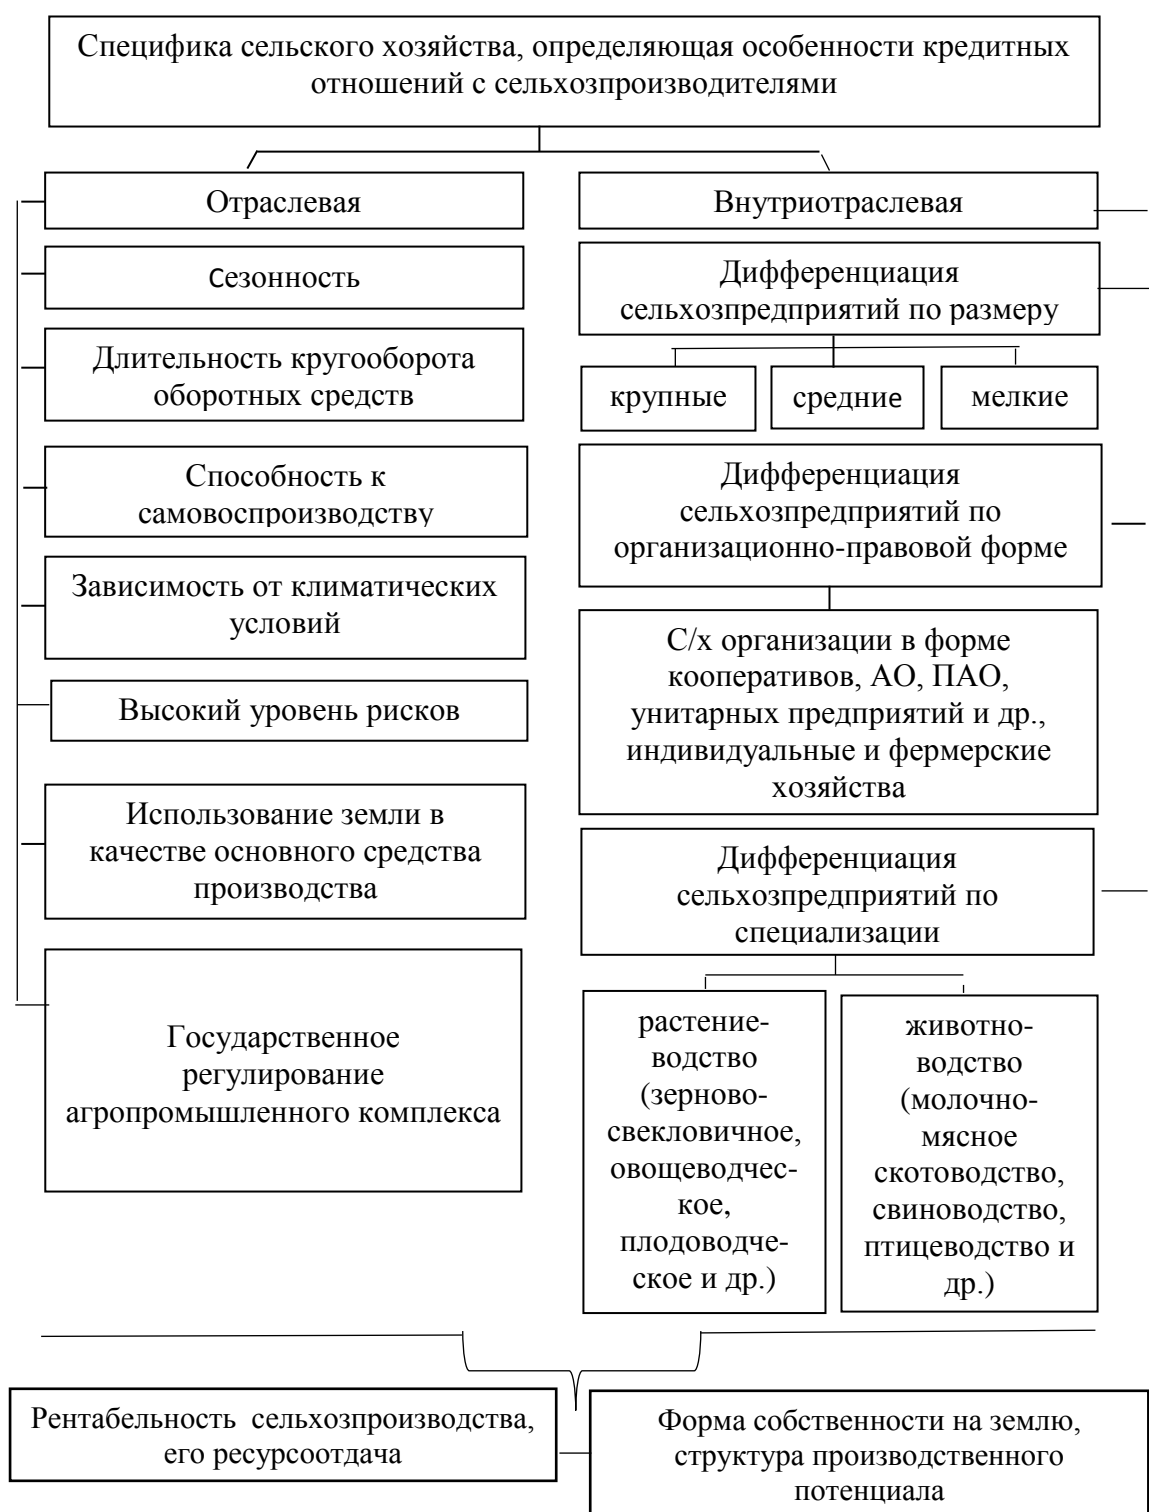 Специфика сельского хозяйства, определяющая особенности кредитных
отношений с сельхозпроизводителями
Отраслевая
Сезонность
Длительность кругооборота
оборотных средств
Способность к
самовоспроизводству
Зависимость от климатических
условий
Высокий уровень рисков
Использование земли в
качестве основного средства
производства
Государственное
регулирование
агропромышленного комплекса
Внутриотраслевая
Дифференциация
сельхозпредприятий по размеру
крупные
средние
мелкие
Дифференциация
сельхозпредприятий по
организационно-правовой форме
С/х организации в форме
кооперативов, АО, ПАО,
унитарных предприятий и др.,
индивидуальные и фермерские
хозяйства
Дифференциация
сельхозпредприятий по
специализации
растение-
водство
(зерново-
свекловичное,
овощеводчес-
кое,
плодоводче-
ское и др.)
животно-
водство
(молочно-
мясное
скотоводство,
свиноводство,
птицеводство и
др.)
Рентабельность сельхозпроизводства,
его ресурсоотдача
Форма собственности на землю,
структура производственного
потенциала